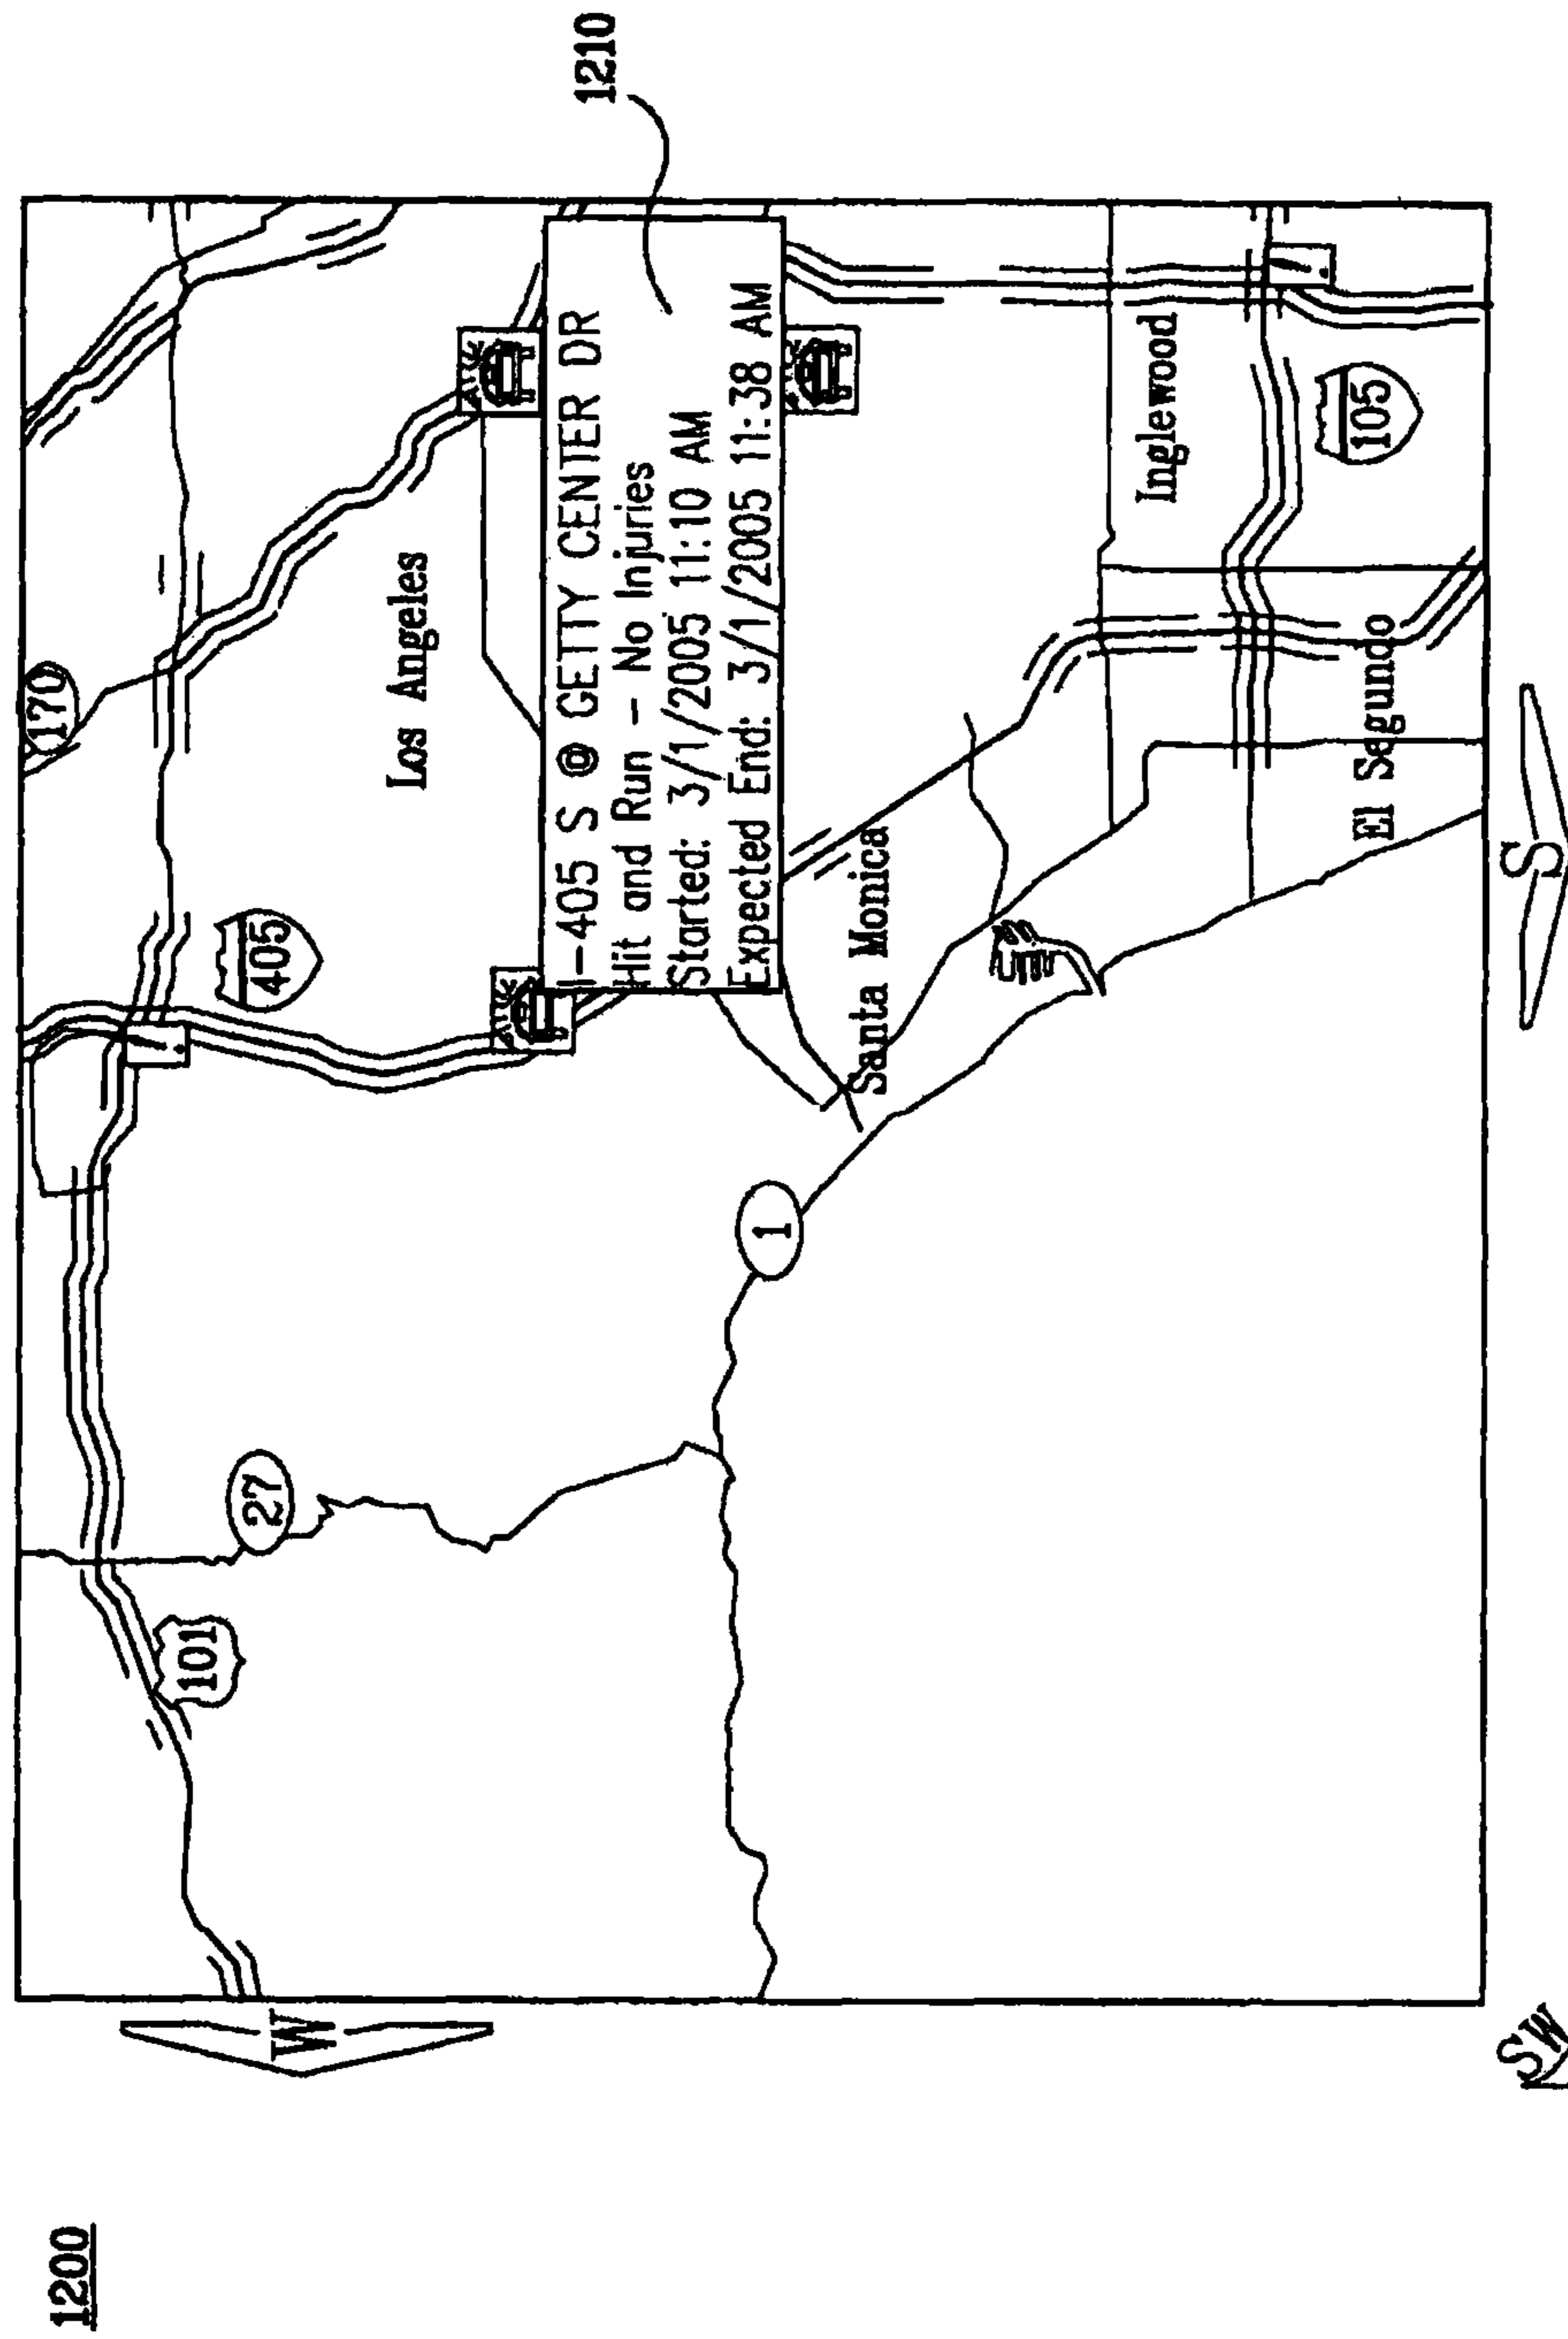 1200
170
Los Angeles
405
27
101
I-405 S @ GETTY CENTER DR
Hit and Run - No Injuries
Started: 3/1/2005 11:10 AM
Expected End: 3/1/2005 11:38 AM
1210
W
1
Santa Monica
Inglewood
105
El Segundo
SW
S